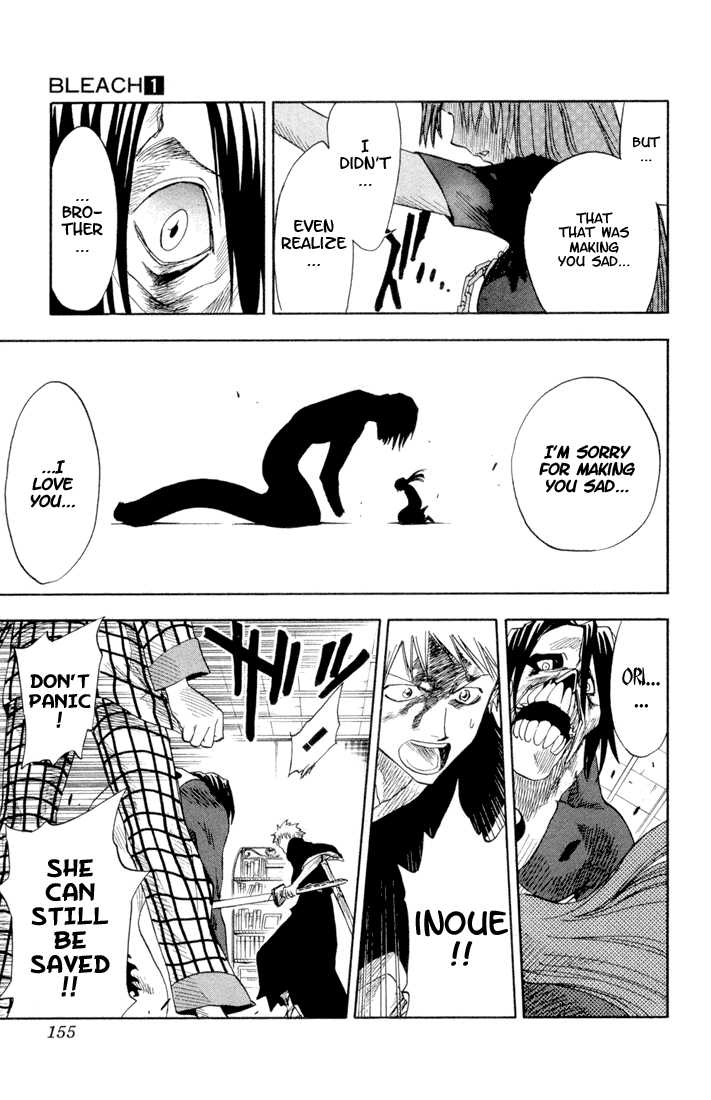 BLEACH 1
BUT
...
THAT
THAT WAS
MAKING
YOU SAD...
I
DIDN'T
...
EVEN
REALIZE
...
...
BRO-
THER
...
I'M SORRY
FOR MAKING
YOU SAD...
...I
LOVE
YOU...
ORI...
...
INOUE
!!
DON'T
PANIC
!
SHE
CAN
STILL
BE
SAVED
!!
155